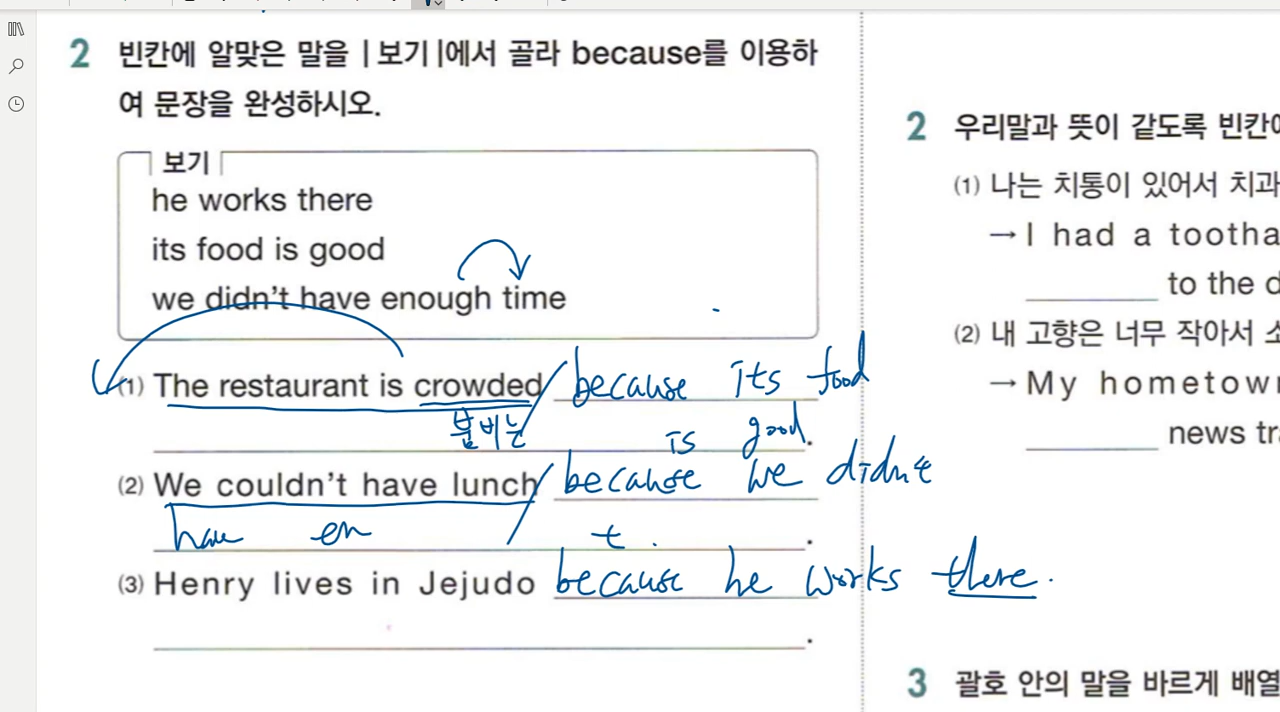 2 빈칸에 알맞은 말을 |보기|에서 골라 because를 이용하
여 문장을 완성하시오.
보기
he works there
its food is good
we didn't have enough time
(1) The restaurant is crowded / because its food
붐비는 is good.
(2) We couldn't have lunch / because we didn't
have en t .
(3) Henry lives in Jejudo because he works there.
2 우리말과 뜻이 같도록 빈칸에
(1) 나는 치통이 있어서 치과
→ I had a tootha
to the d
(2) 내 고향은 너무 작아서 소
→ My hometown
news tra
3 괄호 안의 말을 바르게 배열